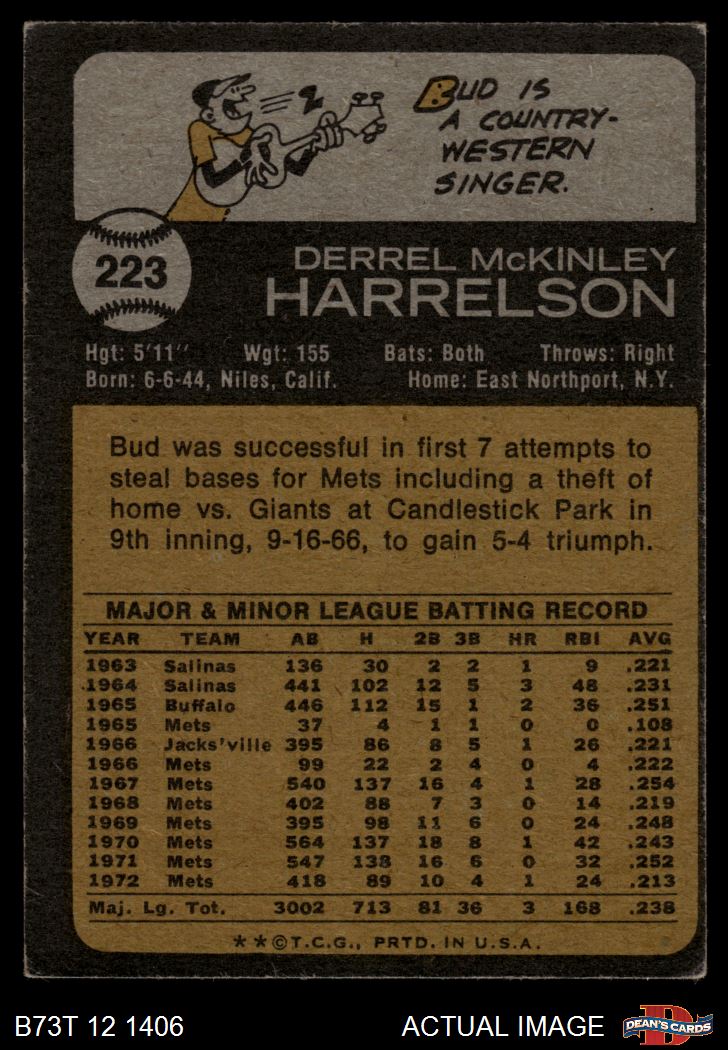 BUD IS
A COUNTRY-
WESTERN
SINGER.
223
DERREL McKINLEY
HARRELSON
Hgt: 5'11" Wgt: 155 Bats: Both Throws: Right
Born: 6-6-44, Niles, Calif. Home: East Northport, N.Y.
Bud was successful in first 7 attempts to
steal bases for Mets including a theft of
home vs. Giants at Candlestick Park in
9th inning, 9-16-66, to gain 5-4 triumph.
MAJOR & MINOR LEAGUE BATTING RECORD
YEAR TEAM AB H 2B 3B HR RBI AVG
1963 Salinas 136 30 2 2 1 9 .221
1964 Salinas 441 102 12 5 3 48 .231
1965 Buffalo 446 112 15 1 2 36 .251
1965 Mets 37 4 1 1 0 0 .108
1966 Jacks'ville 395 86 8 5 1 26 .221
1966 Mets 99 22 2 4 0 4 .222
1967 Mets 540 137 16 4 1 28 .254
1968 Mets 402 88 7 3 0 14 .219
1969 Mets 395 98 11 6 0 24 .248
1970 Mets 564 137 18 8 1 42 .243
1971 Mets 547 138 16 6 0 32 .252
1972 Mets 418 89 10 4 1 24 .213
Maj. Lg. Tot. 3002 713 81 36 3 168 .238
**©T.C.G., PRTD. IN U.S.A.
B73T 12 1406 ACTUAL IMAGE DEAN'S CARDS